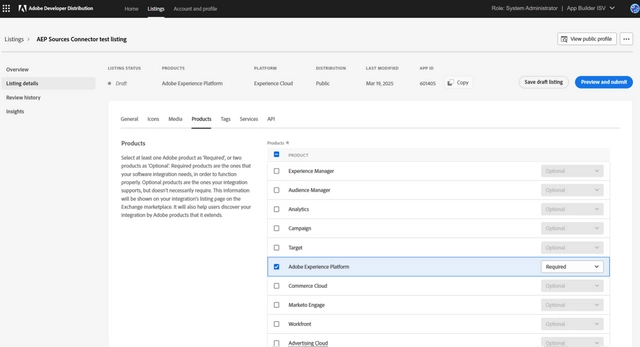 Adobe Developer Distribution
Home
Listings
Account and profile
Role: System Administrator | App Builder ISV
Listings > AEP Sources Connector test listing
View public profile
Overview
Listing details
Review history
Insights
LISTING STATUS
PRODUCTS
PLATFORM
DISTRIBUTION
LAST MODIFIED
APP ID
Draft
Adobe Experience Platform
Experience Cloud
Public
Mar 19, 2025
601405
Copy
Save draft listing
Preview and submit
General
Icons
Media
Products
Tags
Services
API
Products
Select at least one Adobe product as 'Required', or two
products as 'Optional'. Required products are the ones that
your software integration needs, in order to function
properly. Optional products are the ones your integration
supports, but doesn't necessarily require. This information
will be shown on your integration's listing page on the
Exchange marketplace. It will also help users discover your
integration by Adobe products that it extends.
Products *
PRODUCT
Experience Manager Optional
Audience Manager Optional
Analytics Optional
Campaign Optional
Target Optional
Adobe Experience Platform Required
Commerce Cloud Optional
Marketo Engage Optional
Workfront Optional
Advertising Cloud Optional